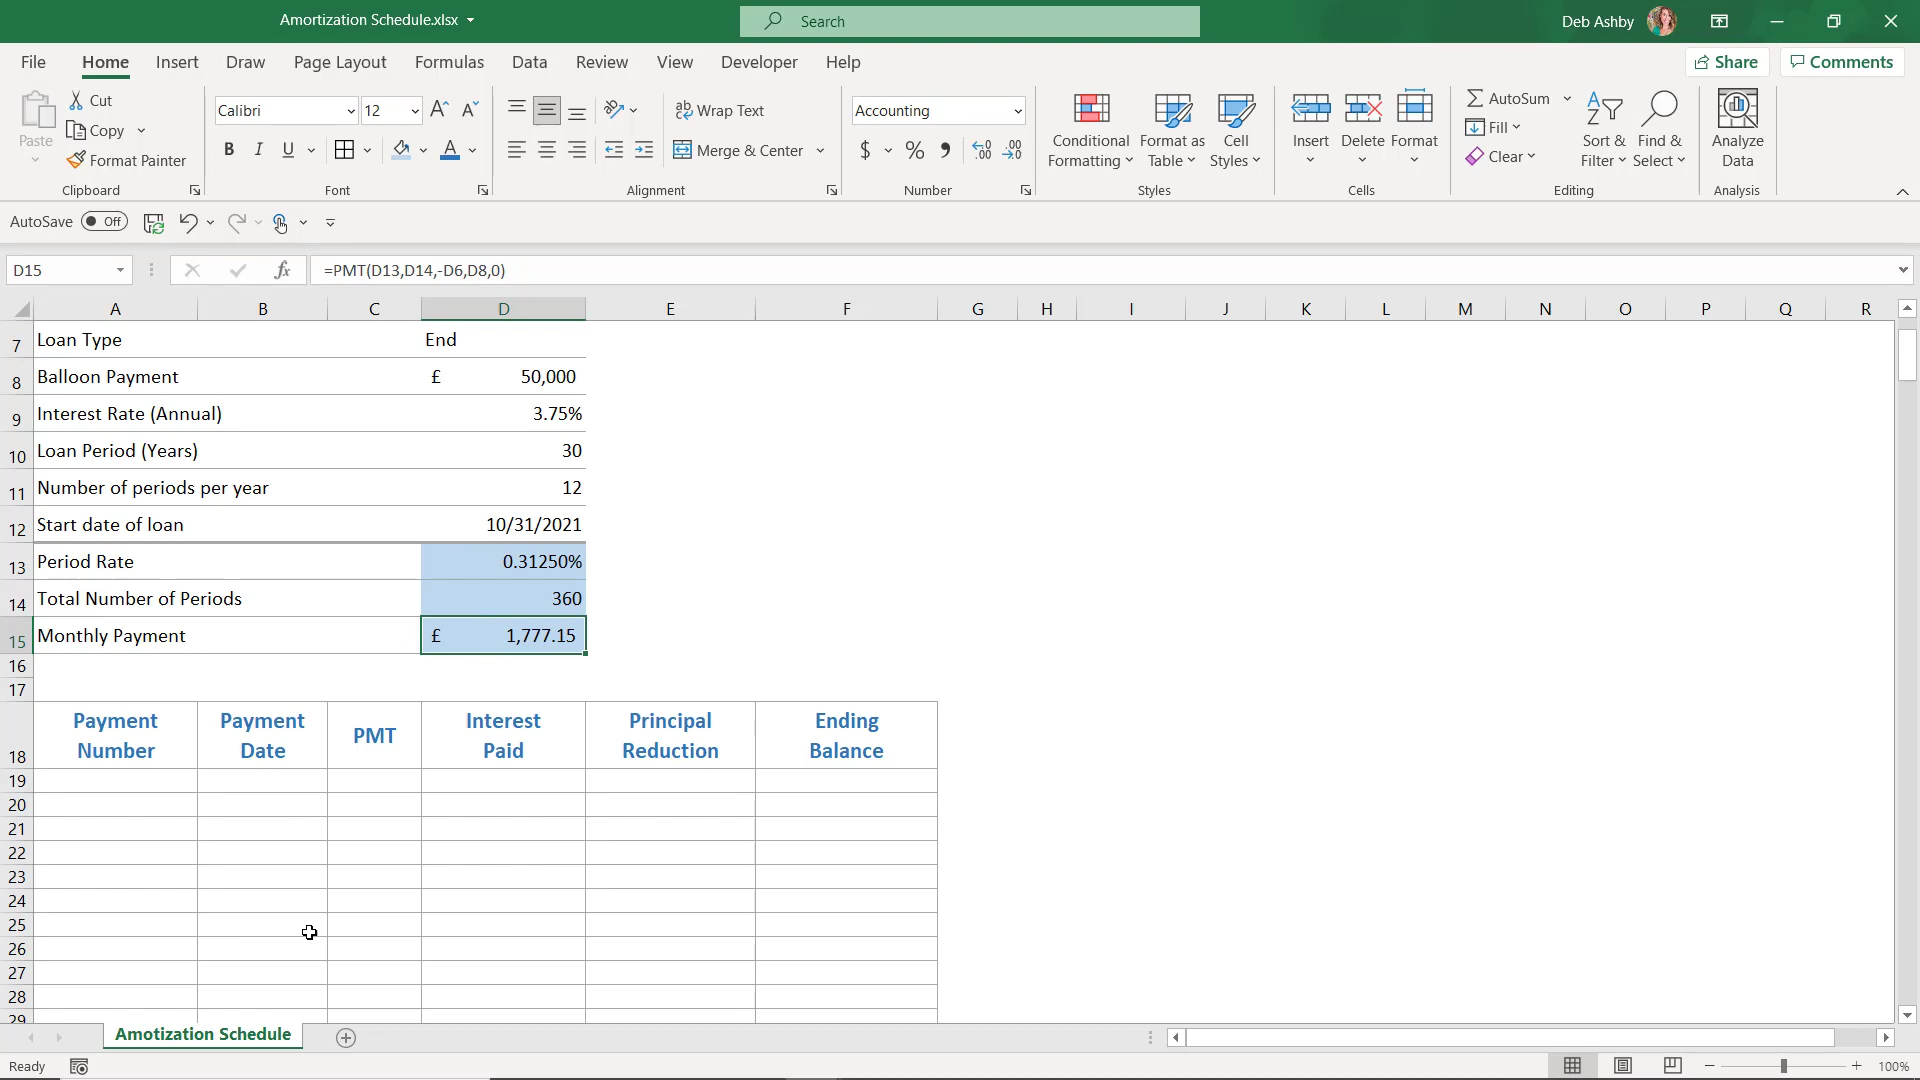 Amortization Schedule.xlsx
Search
Deb Ashby
File Home Insert Draw Page Layout Formulas Data Review View Developer Help
Share Comments
Paste
Cut
Copy
Format Painter
Clipboard
Calibri 12
B I U
Font
Wrap Text
Merge & Center
Alignment
Accounting
$ % 9
Number
Conditional Formatting
Format as Table
Cell Styles
Styles
Insert Delete Format
Cells
AutoSum
Fill
Clear
Sort & Filter
Find & Select
Editing
Analyze Data
Analysis
AutoSave Off
D15 fx =PMT(D13,D14,-D6,D8,0)
A B C D E F G H I J K L M N O P Q R
7 Loan Type End
8 Balloon Payment £ 50,000
9 Interest Rate (Annual) 3.75%
10 Loan Period (Years) 30
11 Number of periods per year 12
12 Start date of loan 10/31/2021
13 Period Rate 0.31250%
14 Total Number of Periods 360
15 Monthly Payment £ 1,777.15
16
17
18 Payment Number Payment Date PMT Interest Paid Principal Reduction Ending Balance
19
20
21
22
23
24
25
26
27
28
29
Amotization Schedule
Ready
100%